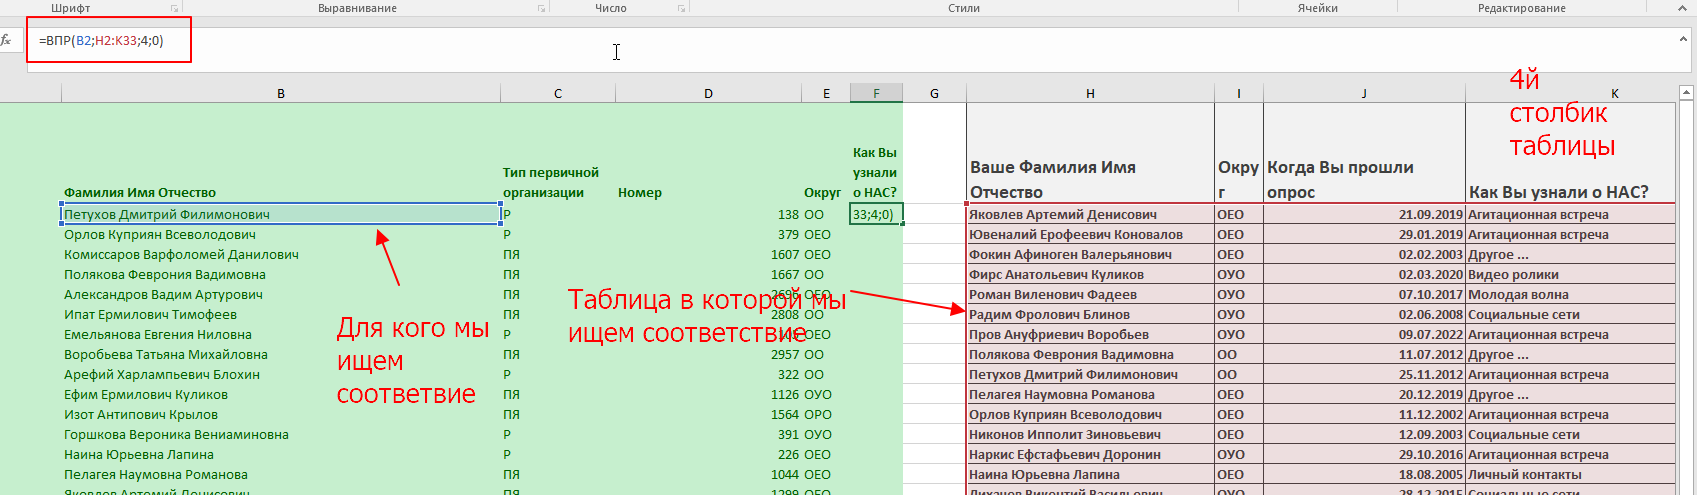 Шрифт Выравнивание Число Стили Ячейки Редактирование
fx =ВПР(B2;H2:K33;4;0)
B C D E F G H I J K
4й
столбик
таблицы
Фамилия Имя Отчество Тип первичной организации Номер Округ Как Вы узнали о НАС? Ваше Фамилия Имя Отчество Округ Когда Вы прошли опрос Как Вы узнали о НАС?
Петухов Дмитрий Филимонович Р 138 ОО 33;4;0) Яковлев Артемий Денисович ОЕО 21.09.2019 Агитационная встреча
Орлов Куприян Всеволодович Р 379 ОЕО Ювеналий Ерофеевич Коновалов ОЕО 29.01.2019 Агитационная встреча
Комиссаров Варфоломей Данилович ПЯ 1607 ОЕО Фокин Афиноген Валерьянович ОЕО 02.02.2003 Другое ...
Полякова Феврония Вадимовна ПЯ 1667 ОО Фирс Анатольевич Куликов ОУО 02.03.2020 Видео ролики
Александров Вадим Артурович ПЯ 2696 ОЕО Роман Виленович Фадеев ОУО 07.10.2017 Молодая волна
Ипат Ермилович Тимофеев ПЯ 2808 ОО Радим Фролович Блинов ОУО 02.06.2008 Социальные сети
Емельянова Евгения Ниловна Р ОЕО Пров Ануфриевич Воробьев ОУО 09.07.2022 Агитационная встреча
Воробьева Татьяна Михайловна ПЯ 2957 ОО Полякова Феврония Вадимовна ОО 11.07.2012 Другое ...
Арефий Харлампьевич Блохин Р 322 ОО Петухов Дмитрий Филимонович ОО 25.11.2012 Агитационная встреча
Ефим Ермилович Куликов ПЯ 1126 ОУО Пелагея Наумовна Романова ОЕО 20.12.2019 Другое ...
Изот Антипович Крылов ПЯ 1564 ОРО Орлов Куприян Всеволодович ОЕО 11.12.2002 Агитационная встреча
Горшкова Вероника Вениаминовна Р 391 ОУО Никонов Ипполит Зиновьевич ОЕО 12.09.2003 Социальные сети
Наина Юрьевна Лапина Р 226 ОЕО Наркис Ефстафьевич Доронин ОУО 29.10.2016 Агитационная встреча
Пелагея Наумовна Романова ПЯ 1044 ОЕО Наина Юрьевна Лапина ОЕО 18.08.2005 Личный контакты
Яковлев Артемий Денисович ПЯ 1299 ОЕО Лихачев Викентий Васильевич ОУО 28.12.2015 Социальные сети
Для кого мы
ищем
соответвие
Таблица в которой мы
ищем соответствие